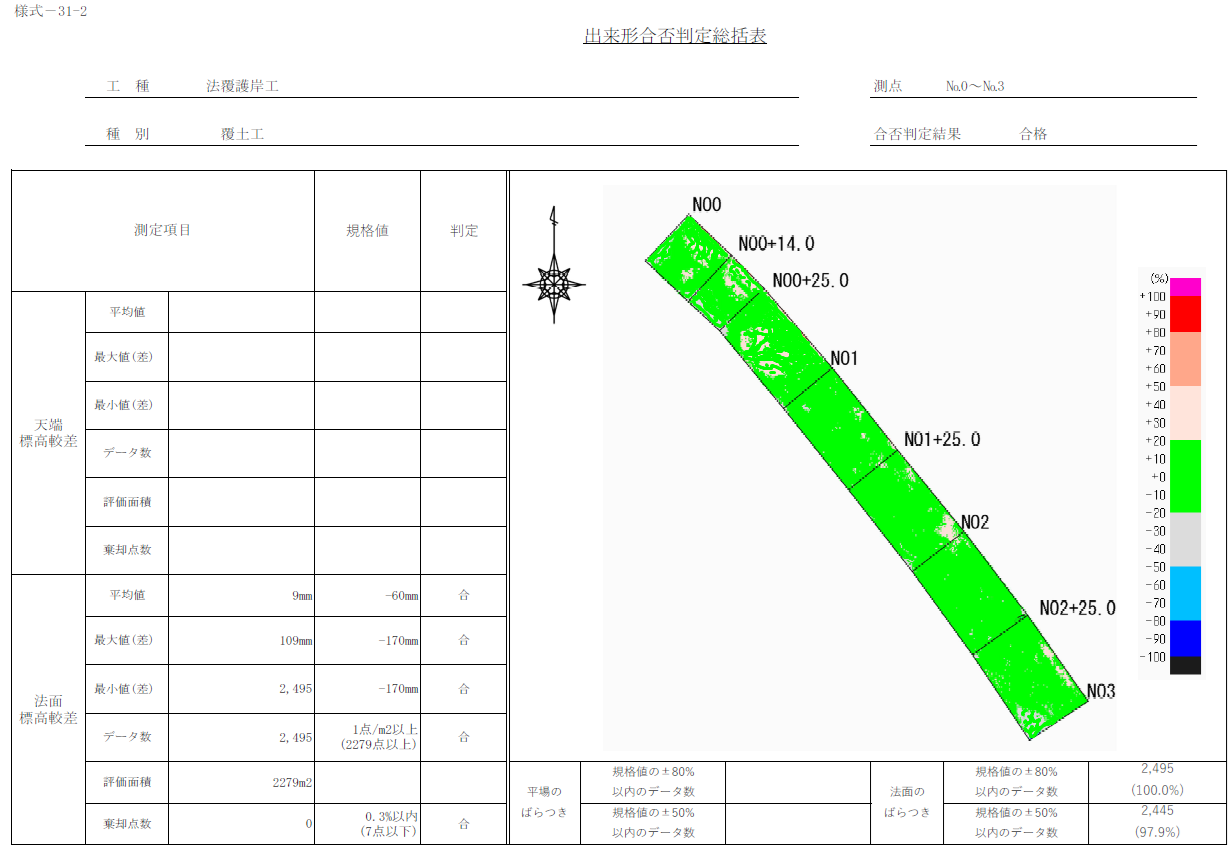 様式－31-2
出来形合否判定総括表
工　種　　法覆護岸工
測点　　№0～№3
種　別　　覆土工
合否判定結果　　合格
測定項目　規格値　判定
天端
標高較差
平均値
最大値(差)
最小値(差)
データ数
評価面積
棄却点数
法面
標高較差
平均値　9mm　-60mm　合
最大値(差)　109mm　-170mm　合
最小値(差)　2,495　-170mm　合
データ数　2,495　1点/m2以上
(2279点以上)　合
評価面積　2279m2
棄却点数　0　0.3%以内
(7点以下)　合
NO0
NO0+14.0
NO0+25.0
NO1
NO1+25.0
NO2
NO2+25.0
NO3
(%)
+100
+90
+80
+70
+60
+50
+40
+30
+20
+10
+0
-10
-20
-30
-40
-50
-60
-70
-80
-90
-100
平場の
ばらつき
規格値の±80%
以内のデータ数
規格値の±50%
以内のデータ数
法面の
ばらつき
規格値の±80%
以内のデータ数
2,495
(100.0%)
規格値の±50%
以内のデータ数
2,445
(97.9%)